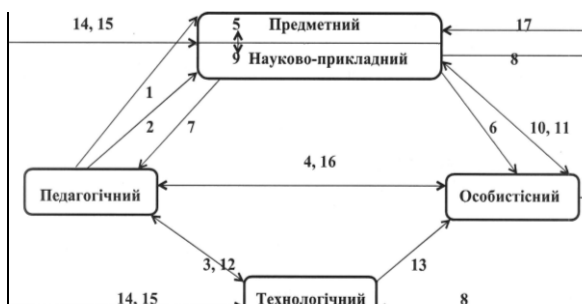 14, 15
5 Предметний
17
9 Науково-прикладний
8
1
2
7
6
10, 11
4, 16
Педагогічний
Особистісний
3, 12
13
14, 15
Технологічний
8